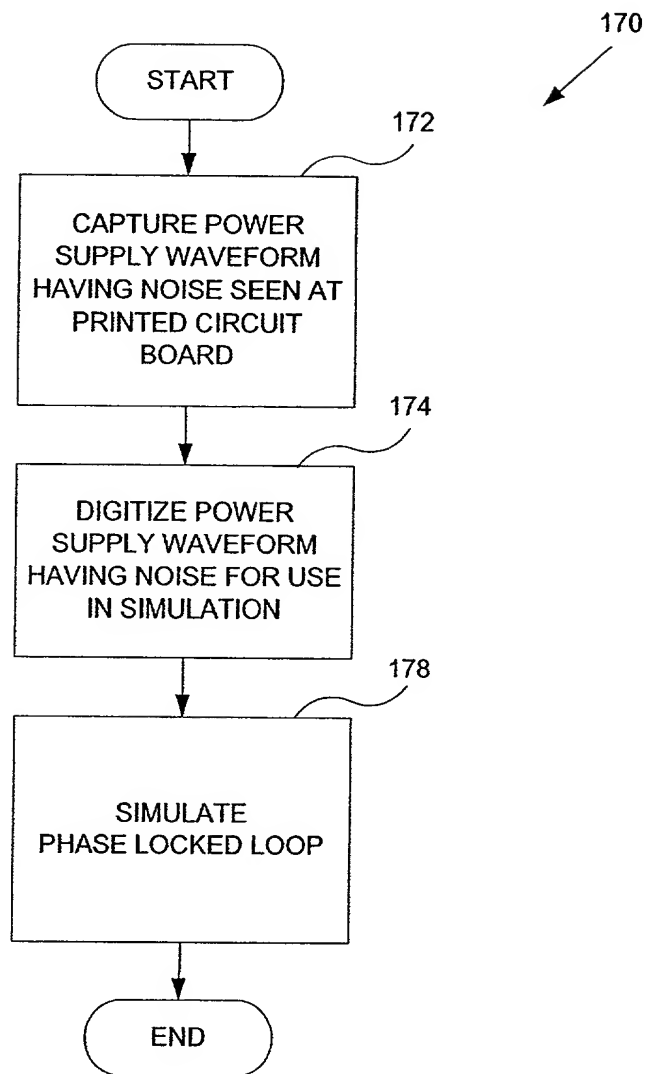 170
START
172
CAPTURE POWER
SUPPLY WAVEFORM
HAVING NOISE SEEN AT
PRINTED CIRCUIT
BOARD
174
DIGITIZE POWER
SUPPLY WAVEFORM
HAVING NOISE FOR USE
IN SIMULATION
178
SIMULATE
PHASE LOCKED LOOP
END